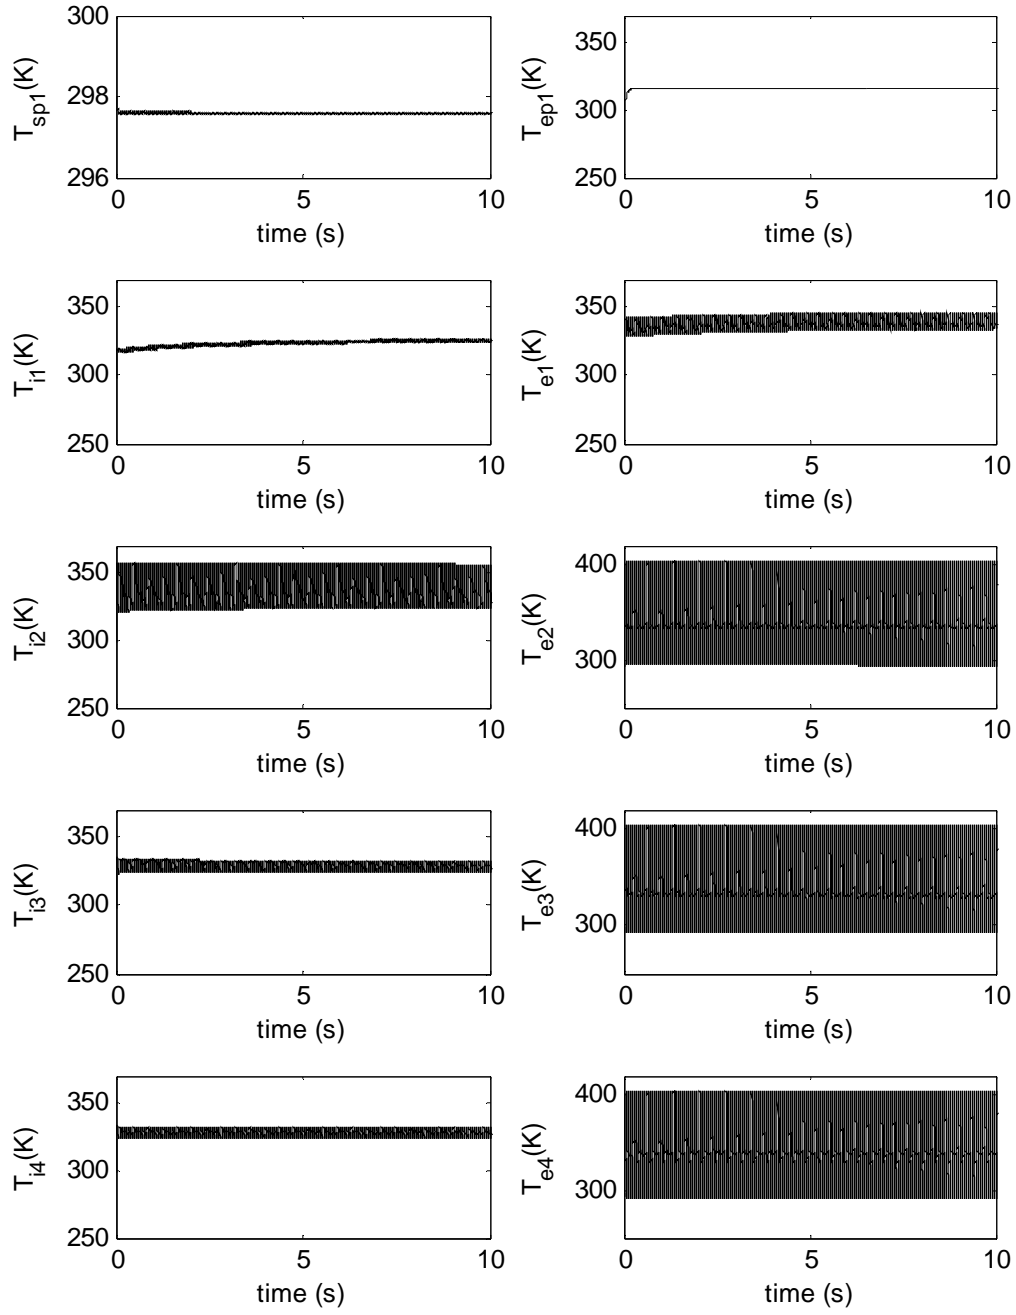 300
298
296
T_sp1(K)
0 5 10
time (s)
350
300
250
T_ep1(K)
0 5 10
time (s)
350
300
250
T_i1(K)
0 5 10
time (s)
350
300
250
T_e1(K)
0 5 10
time (s)
350
300
250
T_i2(K)
0 5 10
time (s)
400
300
T_e2(K)
0 5 10
time (s)
350
300
250
T_i3(K)
0 5 10
time (s)
400
300
T_e3(K)
0 5 10
time (s)
350
300
250
T_i4(K)
0 5 10
time (s)
400
300
T_e4(K)
0 5 10
time (s)